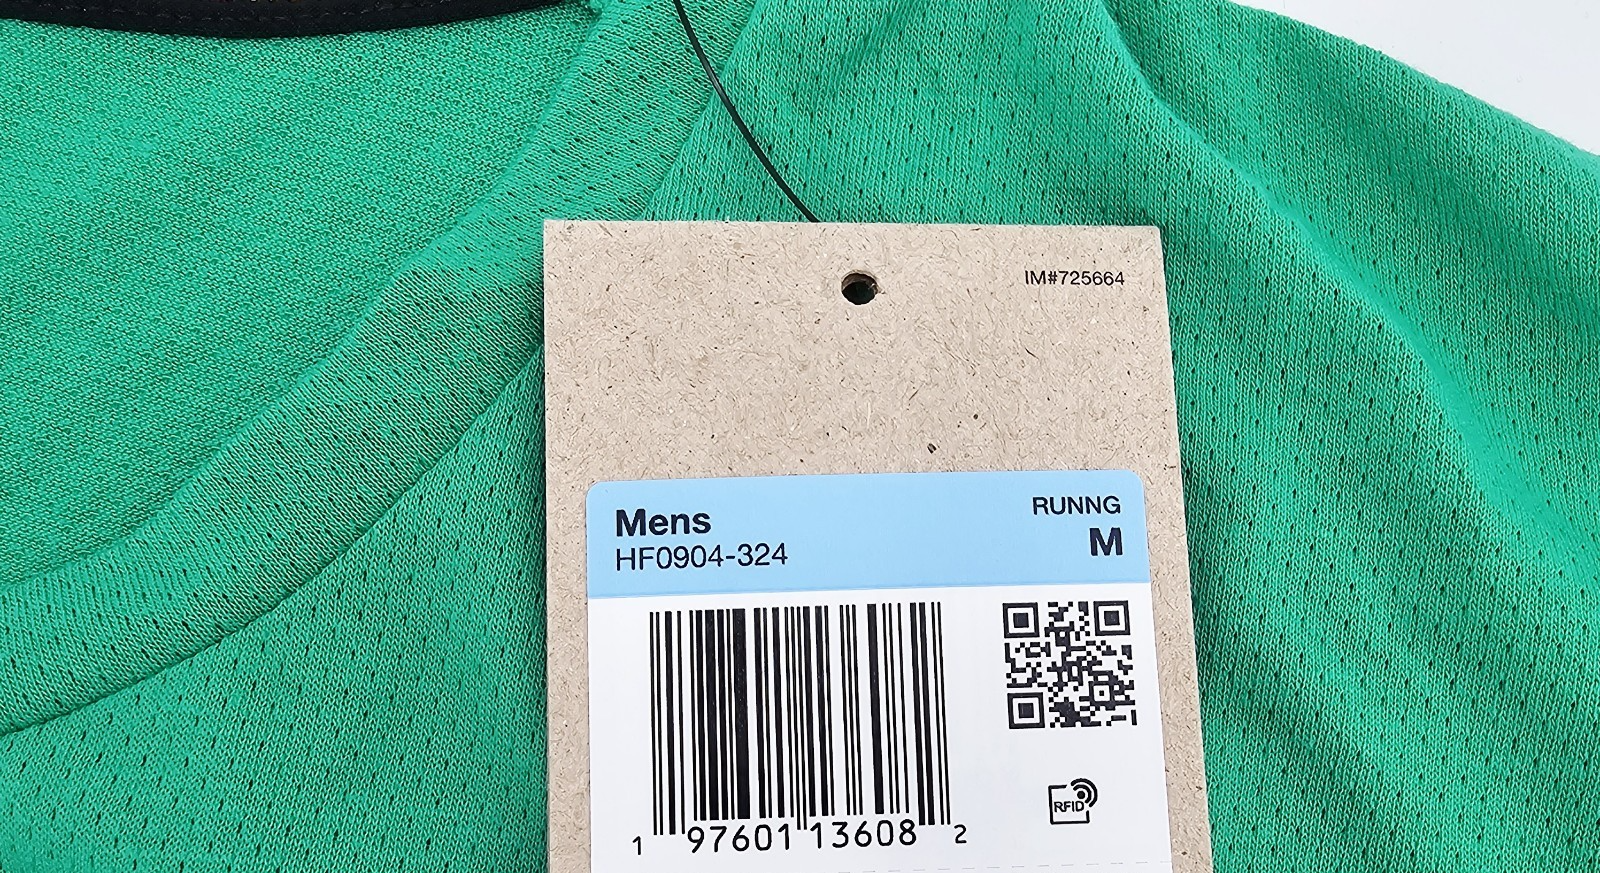 IM#725664
Mens
RUNNG
HF0904-324
M
RFID
1 97601 13608 2